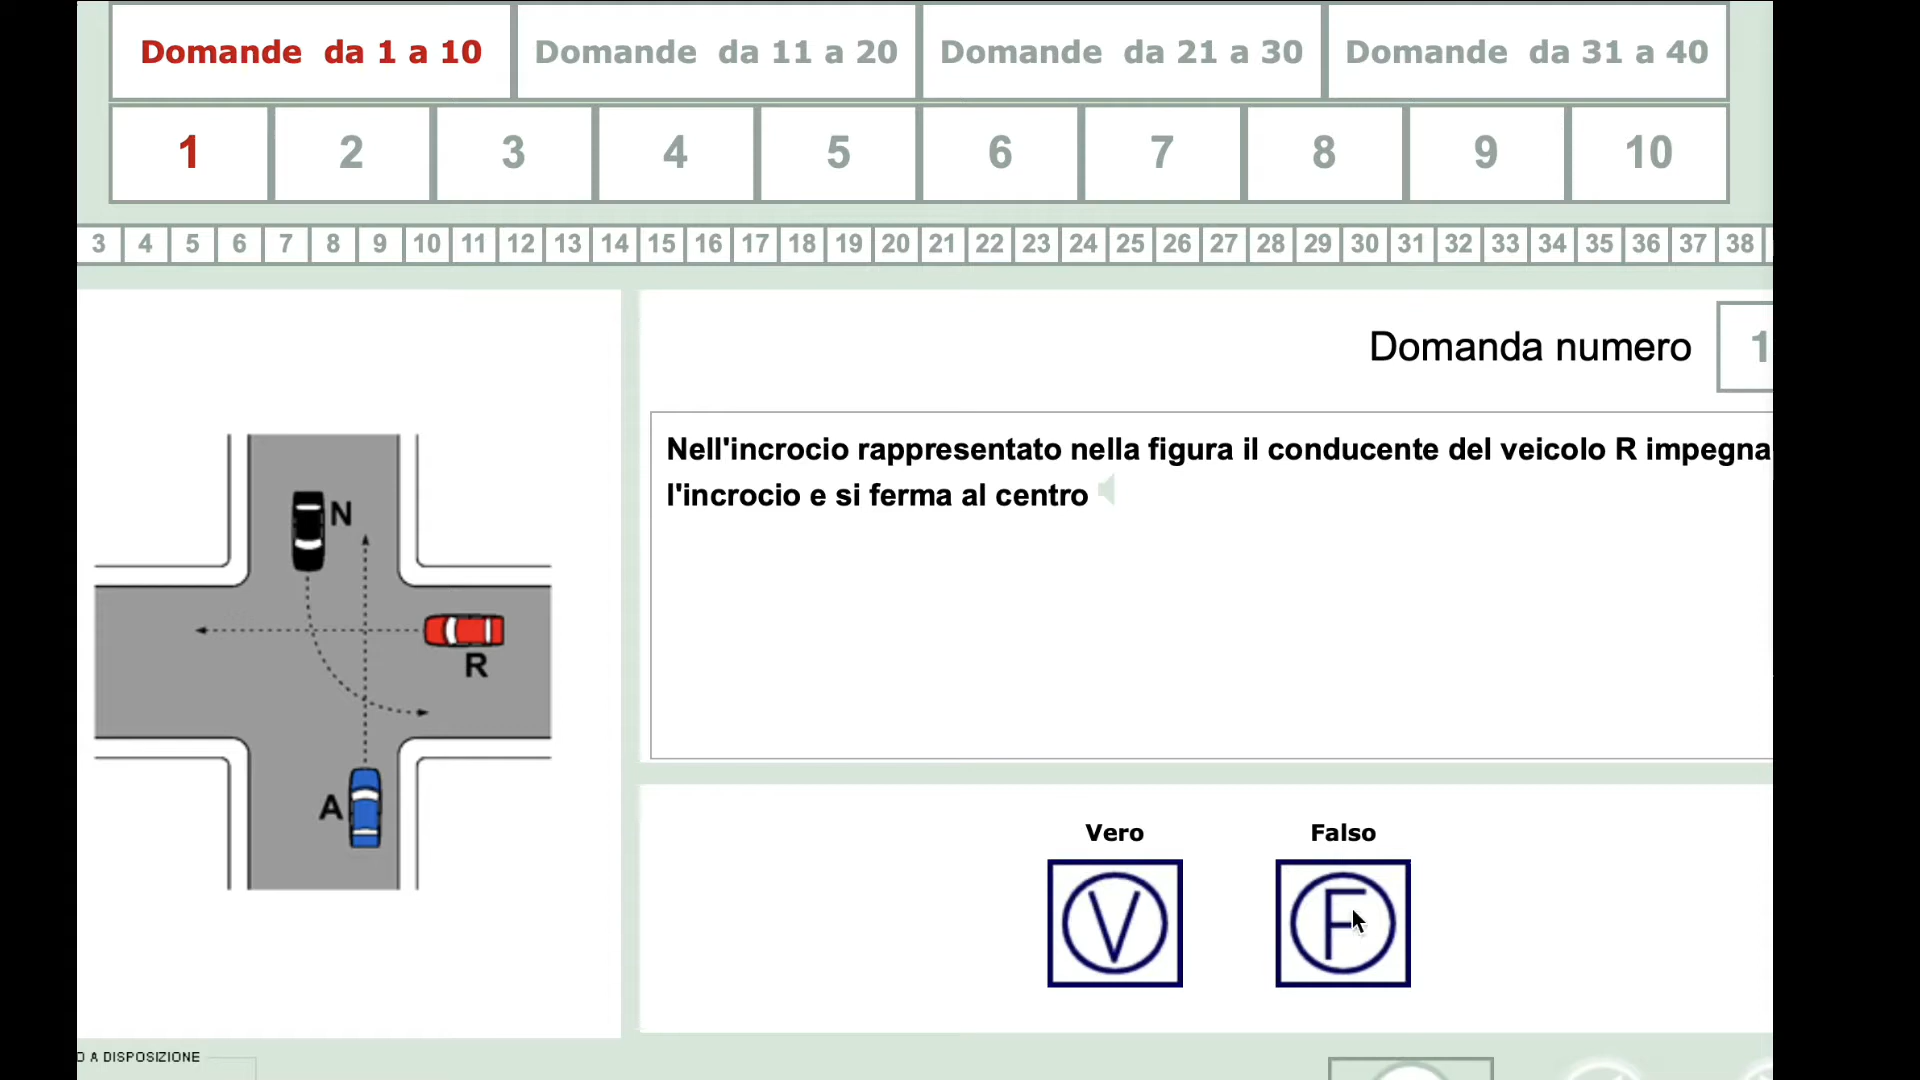 Domande da 1 a 10 Domande da 11 a 20 Domande da 21 a 30 Domande da 31 a 40
1 2 3 4 5 6 7 8 9 10
3 4 5 6 7 8 9 10 11 12 13 14 15 16 17 18 19 20 21 22 23 24 25 26 27 28 29 30 31 32 33 34 35 36 37 38
Domanda numero 1
Nell'incrocio rappresentato nella figura il conducente del veicolo R impegna
l'incrocio e si ferma al centro
N
R
A
Vero Falso
V F
O A DISPOSIZIONE